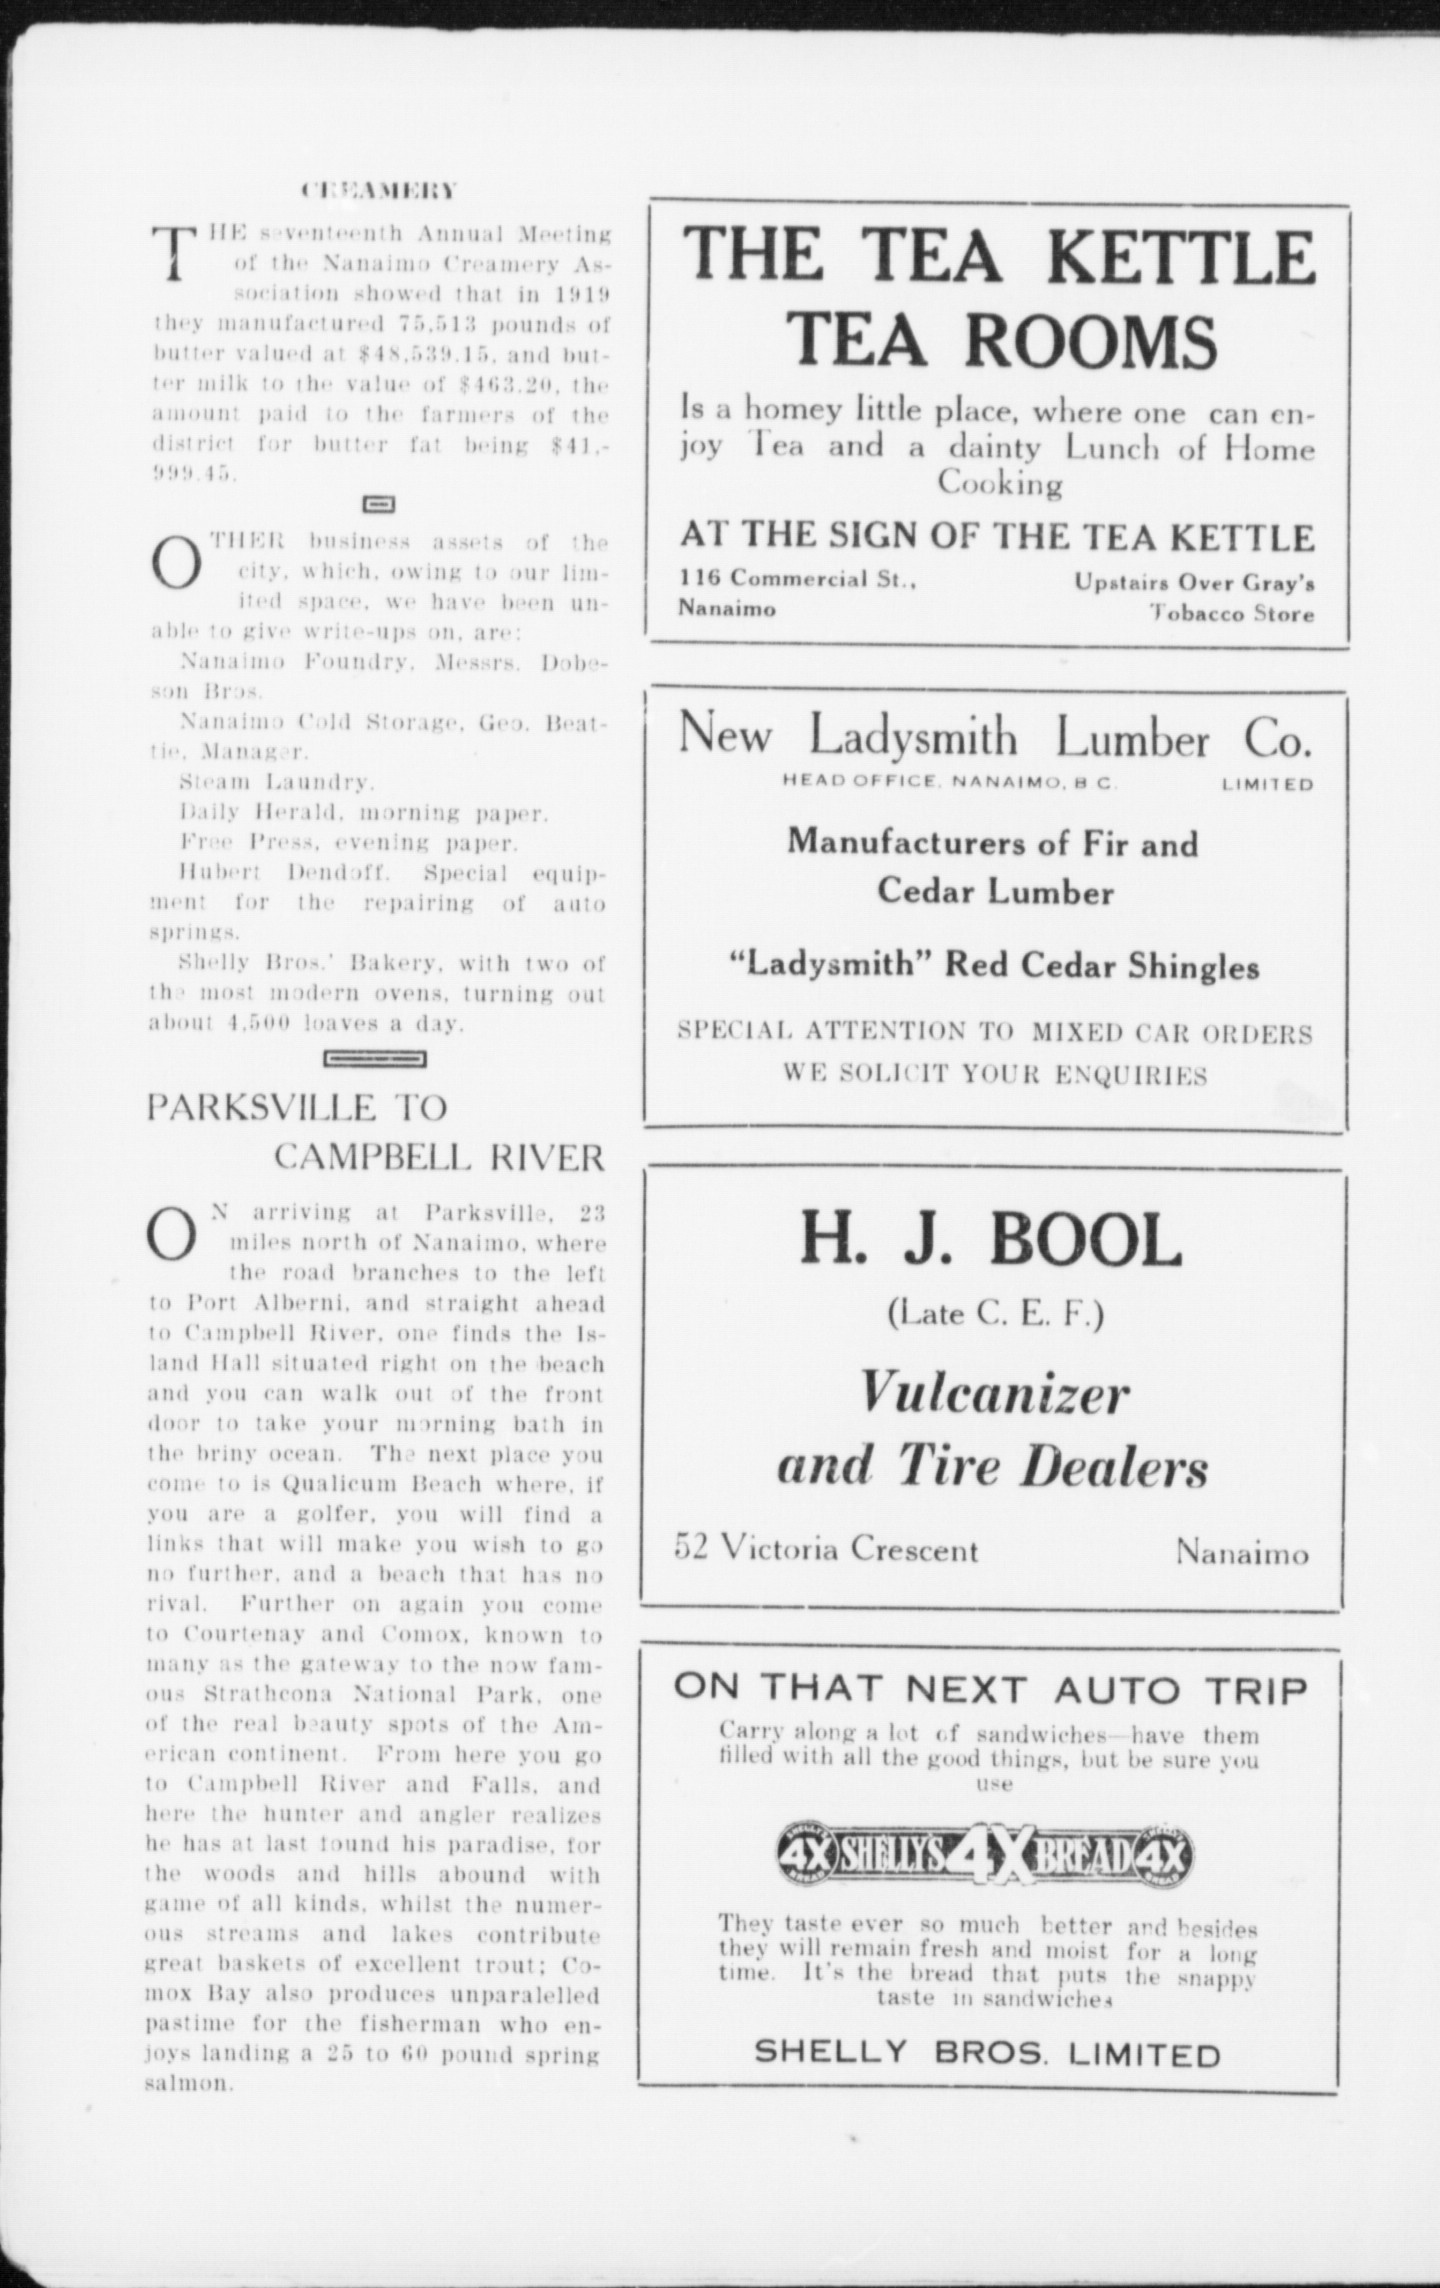 CREAMERY
THE seventeenth Annual Meeting
of the Nanaimo Creamery As-
sociation showed that in 1919
they manufactured 75,513 pounds of
butter valued at $48,539.15, and but-
ter milk to the value of $463.20, the
amount paid to the farmers of the
district for butter fat being $41,-
999.45.
OTHER business assets of the
city, which, owing to our lim-
ited space, we have been un-
able to give write-ups on, are:
Nanaimo Foundry, Messrs. Dobe-
son Bros.
Nanaimo Cold Storage, Geo. Beat-
tie, Manager.
Steam Laundry.
Daily Herald, morning paper.
Free Press, evening paper.
Hubert Dendoff. Special equip-
ment for the repairing of auto
springs.
Shelly Bros.' Bakery, with two of
the most modern ovens, turning out
about 4,500 loaves a day.
PARKSVILLE TO
CAMPBELL RIVER
ON arriving at Parksville, 23
miles north of Nanaimo, where
the road branches to the left
to Port Alberni, and straight ahead
to Campbell River, one finds the Is-
land Hall situated right on the beach
and you can walk out of the front
door to take your morning bath in
the briny ocean. The next place you
come to is Qualicum Beach where, if
you are a golfer, you will find a
links that will make you wish to go
no further, and a beach that has no
rival. Further on again you come
to Courtenay and Comox, known to
many as the gateway to the now fam-
ous Strathcona National Park, one
of the real beauty spots of the Am-
erican continent. From here you go
to Campbell River and Falls, and
here the hunter and angler realizes
he has at last found his paradise, for
the woods and hills abound with
game of all kinds, whilst the numer-
ous streams and lakes contribute
great baskets of excellent trout; Co-
mox Bay also produces unparalelled
pastime for the fisherman who en-
joys landing a 25 to 60 pound spring
salmon.
THE TEA KETTLE
TEA ROOMS
Is a homey little place, where one can en-
joy Tea and a dainty Lunch of Home
Cooking
AT THE SIGN OF THE TEA KETTLE
116 Commercial St., Upstairs Over Gray's
Nanaimo Tobacco Store
New Ladysmith Lumber Co.
HEAD OFFICE, NANAIMO, B C. LIMITED
Manufacturers of Fir and
Cedar Lumber
"Ladysmith" Red Cedar Shingles
SPECIAL ATTENTION TO MIXED CAR ORDERS
WE SOLICIT YOUR ENQUIRIES
H. J. BOOL
(Late C. E. F.)
Vulcanizer
and Tire Dealers
52 Victoria Crescent Nanaimo
ON THAT NEXT AUTO TRIP
Carry along a lot of sandwiches—have them
filled with all the good things, but be sure you
use
SHELLY'S 4X BREAD 4X SHELLY'S 4X BREAD SHELLY'S 4X BREAD
They taste ever so much better and besides
they will remain fresh and moist for a long
time. It's the bread that puts the snappy
taste in sandwiches
SHELLY BROS. LIMITED